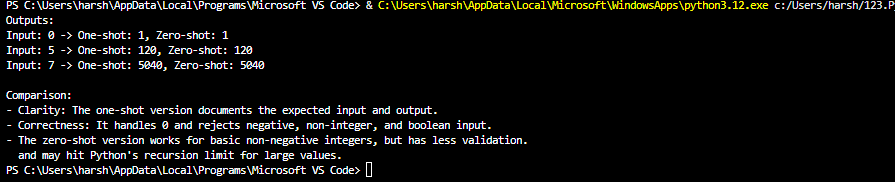 PS C:\Users\harsh\AppData\Local\Programs\Microsoft VS Code> & C:\Users\harsh\AppData\Local\Microsoft\WindowsApps\python3.12.exe c:/Users/harsh/123.P
Outputs:
Input: 0 -> One-shot: 1, Zero-shot: 1
Input: 5 -> One-shot: 120, Zero-shot: 120
Input: 7 -> One-shot: 5040, Zero-shot: 5040
Comparison:
- Clarity: The one-shot version documents the expected input and output.
- Correctness: It handles 0 and rejects negative, non-integer, and boolean input.
- The zero-shot version works for basic non-negative integers, but has less validation.
and may hit Python's recursion limit for large values.
PS C:\Users\harsh\AppData\Local\Programs\Microsoft VS Code>